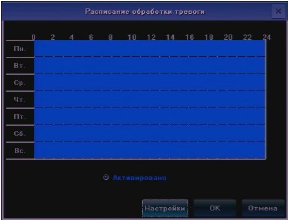 Расписание обработки тревоги
0 2 4 6 8 10 12 14 16 18 20 22 24
Пн.
Вт.
Ср.
Чт.
Пт.
Сб.
Вс.
Активировано
Настройки OK Отмена